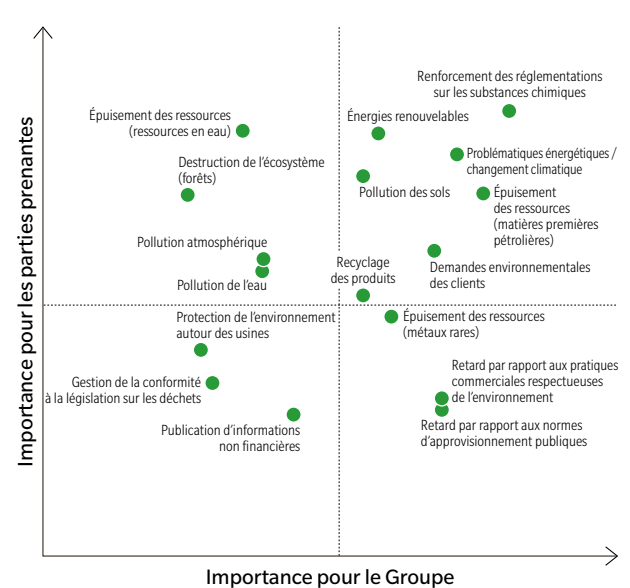 Renforcement des réglementations
sur les substances chimiques
Épuisement des ressources
(ressources en eau)
Énergies renouvelables
Problématiques énergétiques /
changement climatique
Destruction de l'écosystème
(forêts)
Pollution des sols
Épuisement
des ressources
(matières premières
pétrolières)
Pollution atmosphérique
Pollution de l'eau
Recyclage
des produits
Demandes environnementales
des clients
Protection de l'environnement
autour des usines
Épuisement des ressources
(métaux rares)
Gestion de la conformité
à la législation sur les déchets
Retard par rapport aux pratiques
commerciales respectueuses
de l'environnement
Publication d'informations
non financières
Retard par rapport aux normes
d'approvisionnement publiques
Importance pour les parties prenantes
Importance pour le Groupe